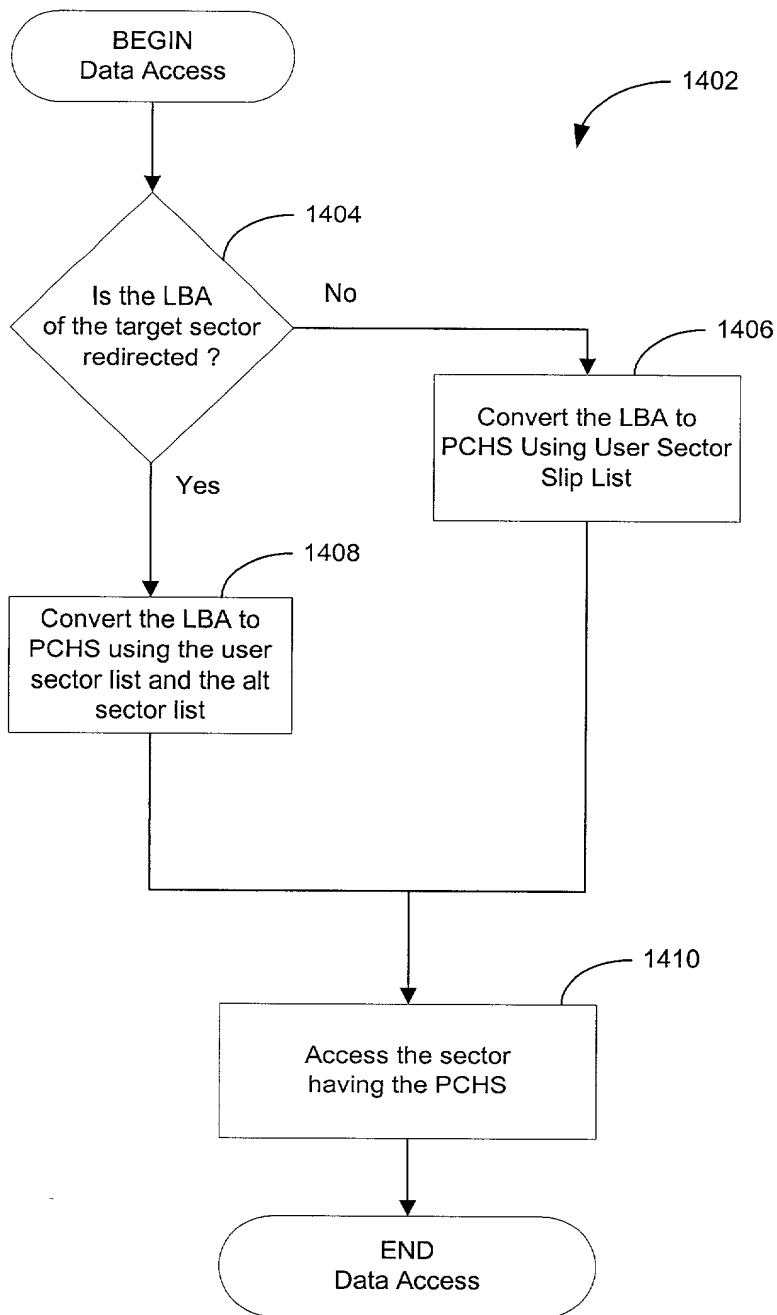 BEGIN
Data Access
1402
1404
Is the LBA
of the target sector
redirected ?
No
1406
Convert the LBA to
PCHS Using User Sector
Slip List
Yes
1408
Convert the LBA to
PCHS using the user
sector list and the alt
sector list
1410
Access the sector
having the PCHS
END
Data Access